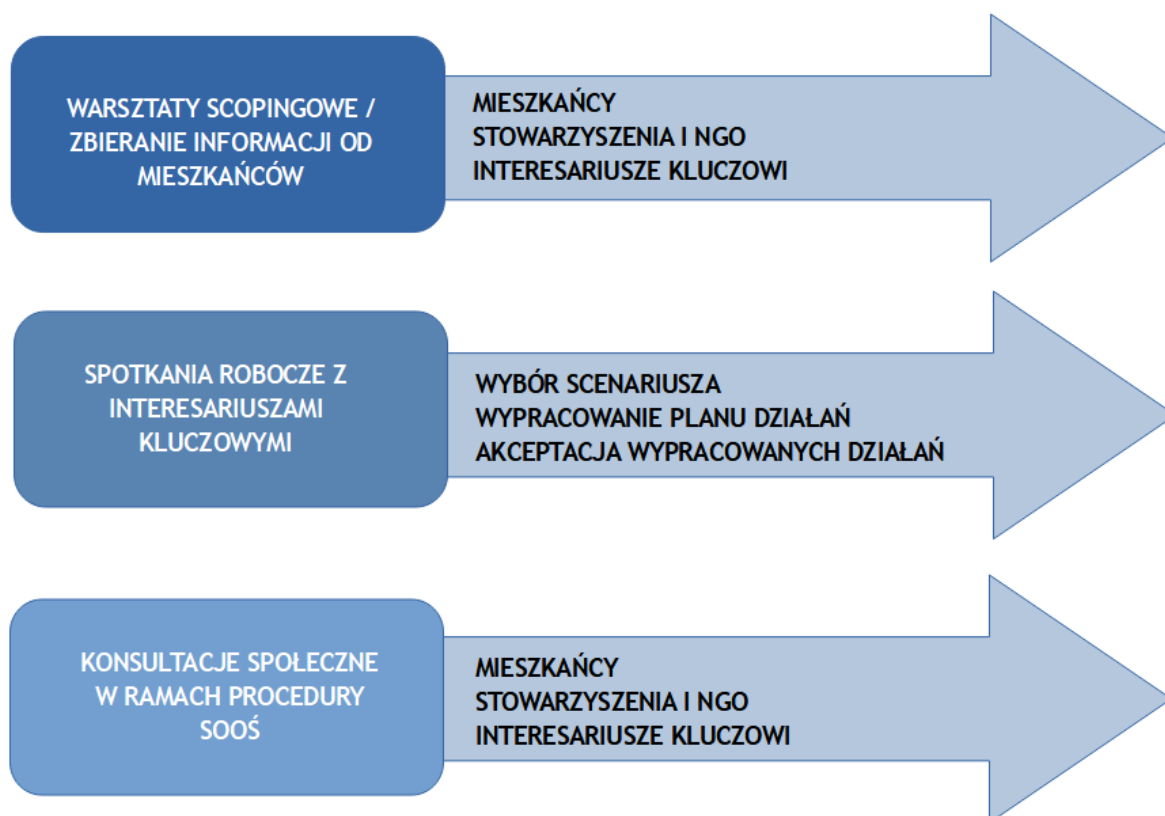 WARSZTATY SCOPINGOWE /
ZBIERANIE INFORMACJI OD
MIESZKAŃCÓW
MIESZKAŃCY
STOWARZYSZENIA I NGO
INTERESARIUSZE KLUCZOWI
SPOTKANIA ROBOCZE Z
INTERESARIUSZAMI
KLUCZOWYMI
WYBÓR SCENARIUSZA
WYPRACOWANIE PLANU DZIAŁAŃ
AKCEPTACJA WYPRACOWANYCH DZIAŁAŃ
KONSULTACJE SPOŁECZNE
W RAMACH PROCEDURY
SOOŚ
MIESZKAŃCY
STOWARZYSZENIA I NGO
INTERESARIUSZE KLUCZOWI